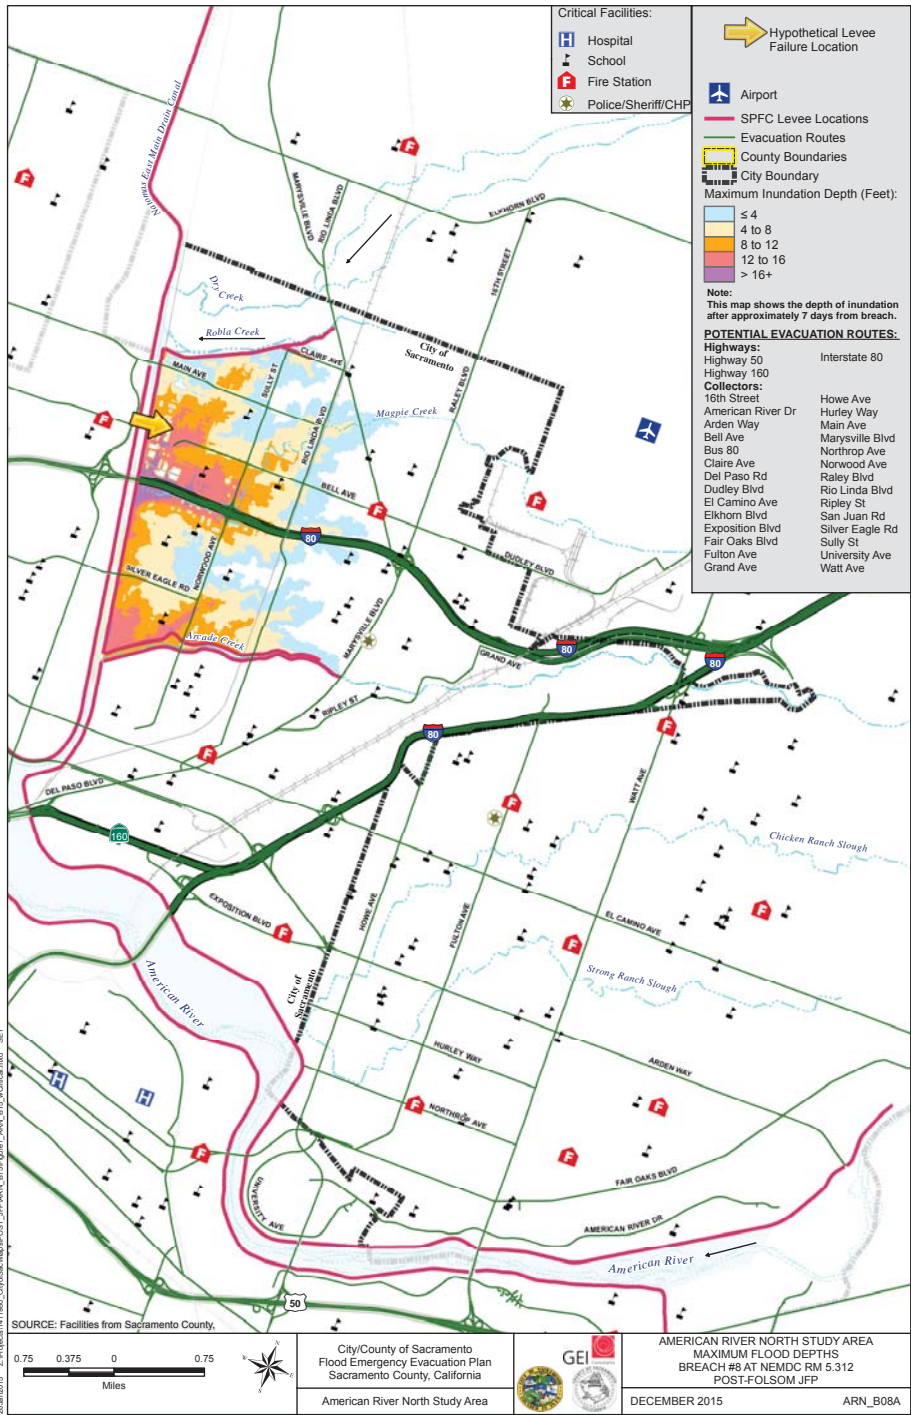 Critical Facilities:
H Hospital
School
F Fire Station
Police/Sheriff/CHP
Hypothetical Levee
Failure Location
Airport
SPFC Levee Locations
Evacuation Routes
County Boundaries
City Boundary
Maximum Inundation Depth (Feet):
≤ 4
4 to 8
8 to 12
12 to 16
> 16+
Note:
This map shows the depth of inundation
after approximately 7 days from breach.
POTENTIAL EVACUATION ROUTES:
Highways:
Highway 50
Highway 160
Interstate 80
Collectors:
16th Street
American River Dr
Arden Way
Bell Ave
Bus 80
Claire Ave
Del Paso Rd
Dudley Blvd
El Camino Ave
Elkhorn Blvd
Exposition Blvd
Fair Oaks Blvd
Fulton Ave
Grand Ave
Howe Ave
Hurley Way
Main Ave
Marysville Blvd
Northrop Ave
Norwood Ave
Raley Blvd
Rio Linda Blvd
Ripley St
San Juan Rd
Silver Eagle Rd
Sully St
University Ave
Watt Ave
Natomas East Main Drain Canal
MARYSVILLE BLVD
RIO LINDA BLVD
ELKHORN BLVD
16TH STREET
Dry
Creek
Robla Creek
CLAIRE AVE
City of
Sacramento
MAIN AVE
SULLY ST
RALEY BLVD
RIO LINDA BLVD
Magpie Creek
BELL AVE
80
DUDLEY BLVD
SILVER EAGLE RD
NORWOOD AVE
Arcade Creek
MARYSVILLE BLVD
GRAND AVE
80
80
RIPLEY ST
80
DEL PASO BLVD
WATT AVE
160
Chicken Ranch Slough
EXPOSITION BLVD
HOWE AVE
FULTON AVE
EL CAMINO AVE
American River
City of
Sacramento
Strong Ranch Slough
HURLEY WAY
ARDEN WAY
H
H
NORTHROP AVE
FAIR OAKS BLVD
UNIVERSITY AVE
AMERICAN RIVER DR
American River
50
SOURCE: Facilities from Sacramento County,
0.75 0.375 0 0.75
Miles
N
E
S
W
City/County of Sacramento
Flood Emergency Evacuation Plan
Sacramento County, California
American River North Study Area
GEI
Consultants
AMERICAN RIVER NORTH STUDY AREA
MAXIMUM FLOOD DEPTHS
BREACH #8 AT NEMDC RM 5.312
POST-FOLSOM JFP
DECEMBER 2015 ARN_B08A